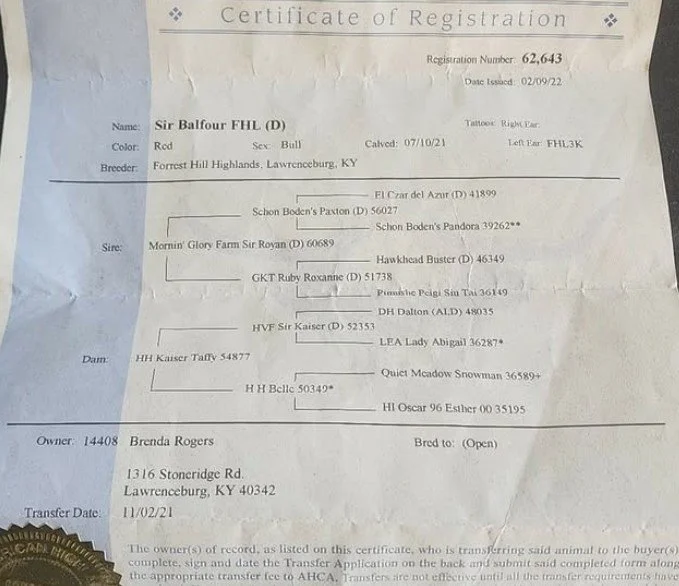 Certificate of Registration
Registration Number: 62,643
Date Issued: 02/09/22
Name: Sir Balfour FHL (D) Tattoos: Right Ear:
Color: Red Sex: Bull Calved: 07/10/21 Left Ear: FHL3K
Breeder: Forrest Hill Highlands, Lawrenceburg, KY
El Czar del Azur (D) 41899
Schon Boden's Paxton (D) 56027
Schon Boden's Pandora 39262**
Sire: Mornin' Glory Farm Sir Royan (D) 60689
Hawkhead Buster (D) 46349
GKT Ruby Roxanne (D) 51738
Peigi Siu Tai 36149
DH Dalton (ALD) 48035
HVF Sir Kaiser (D) 52353
LEA Lady Abigail 36287*
Dam: HH Kaiser Taffy 54877
Quiet Meadow Snowman 36589+
H H Belle 50349*
HI Oscar 96 Esther 00 35195
Owner: 14408 Brenda Rogers Bred to: (Open)
1316 Stoneridge Rd.
Lawrenceburg, KY 40342
Transfer Date: 11/02/21
The owner(s) of record, as listed on this certificate, who is transferring said animal to the buyer(s)
complete, sign and date the Transfer Application on the back and submit said completed form along
the appropriate transfer fee to AHCA. Transfers are not effective until all the transfer requirements have